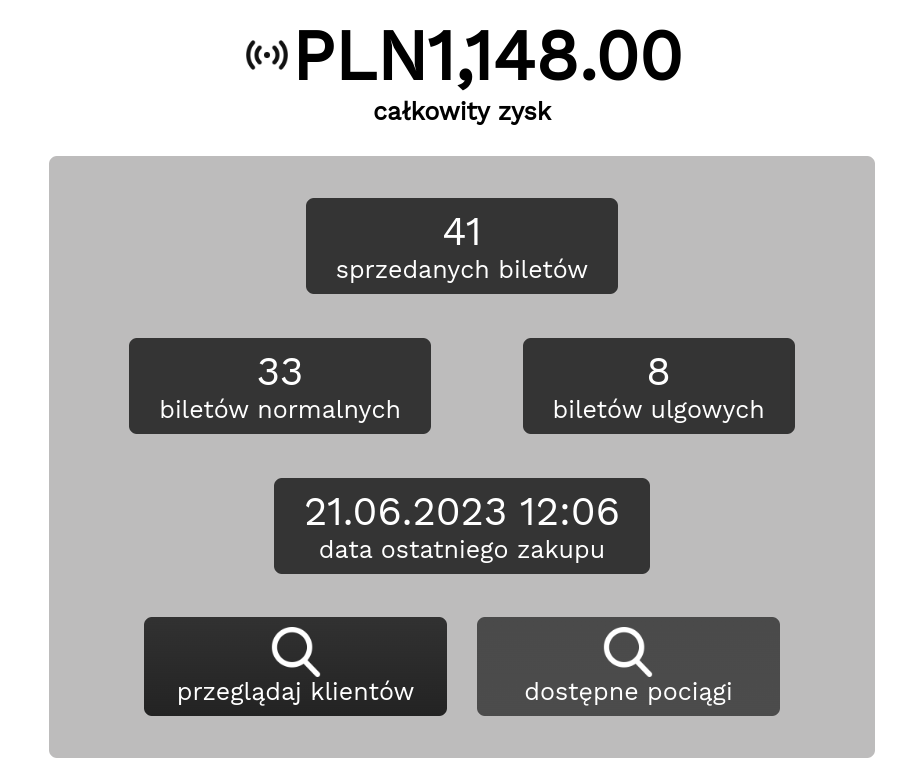 PLN1,148.00
całkowity zysk
41
sprzedanych biletów
33
biletów normalnych
8
biletów ulgowych
21.06.2023 12:06
data ostatniego zakupu
przeglądaj klientów
dostępne pociągi